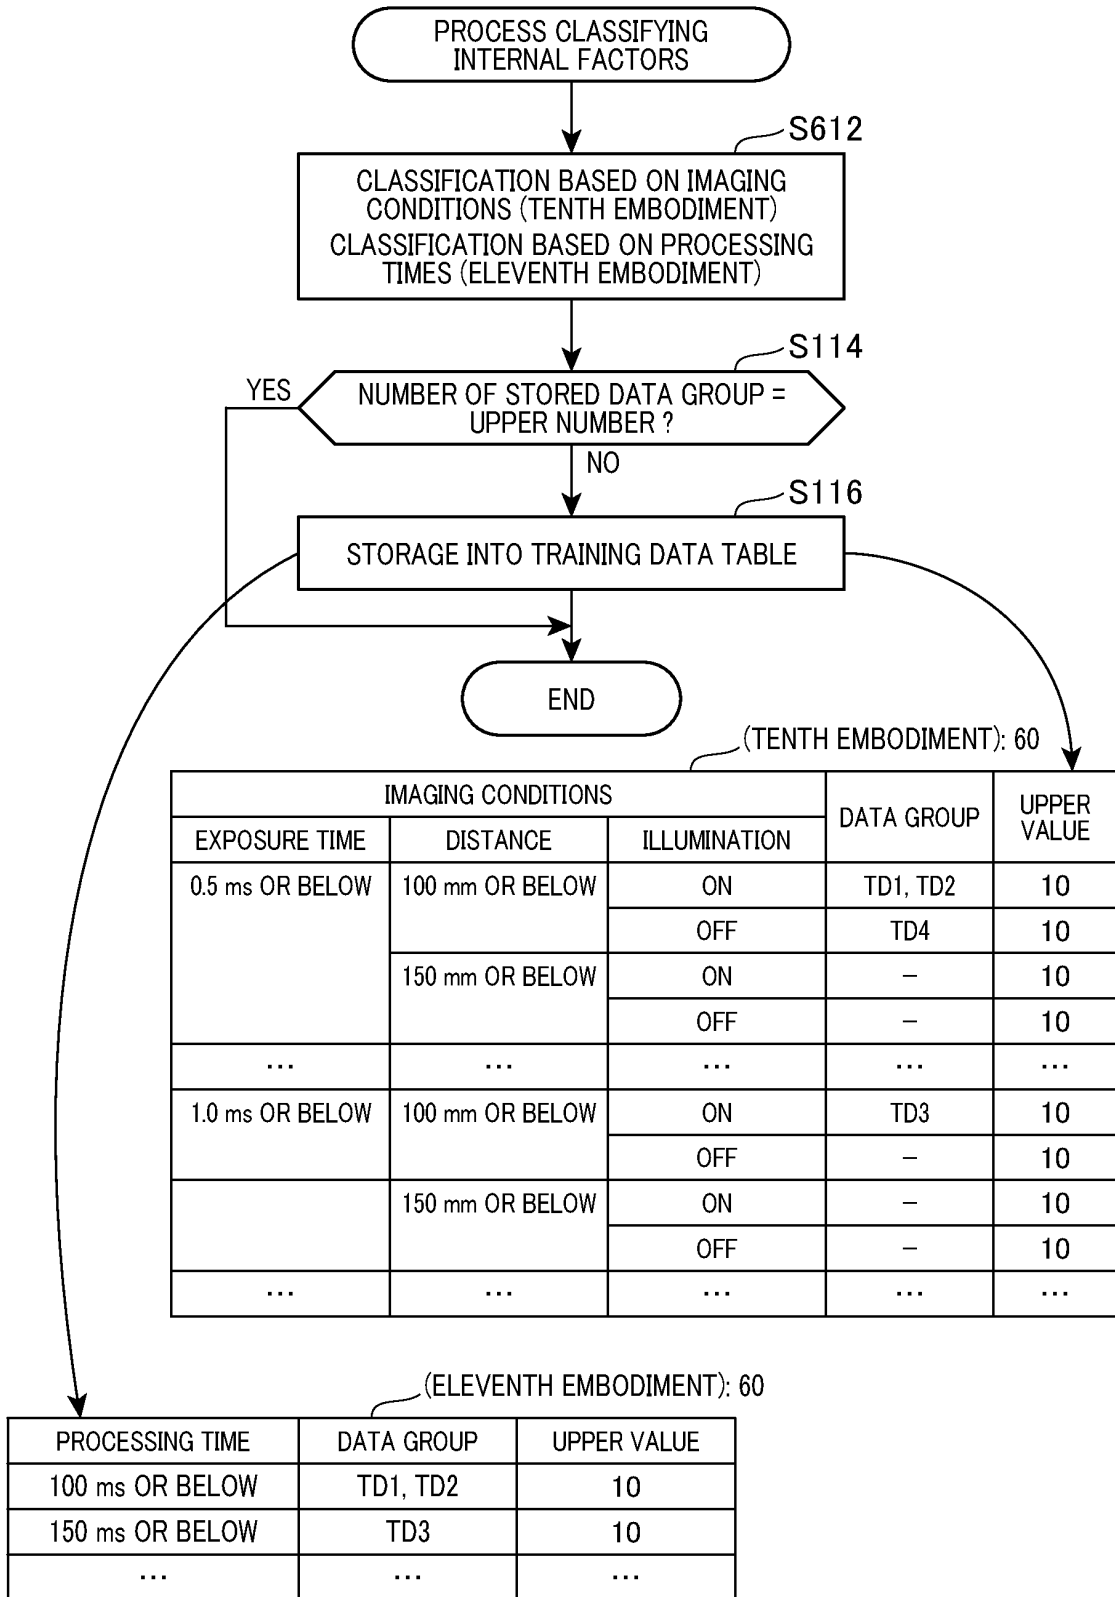 PROCESS CLASSIFYING
INTERNAL FACTORS
S612
CLASSIFICATION BASED ON IMAGING
CONDITIONS (TENTH EMBODIMENT)
CLASSIFICATION BASED ON PROCESSING
TIMES (ELEVENTH EMBODIMENT)
S114
YES
NUMBER OF STORED DATA GROUP =
UPPER NUMBER ?
NO
S116
STORAGE INTO TRAINING DATA TABLE
END
(TENTH EMBODIMENT): 60
IMAGING CONDITIONS DATA GROUP UPPER VALUE
EXPOSURE TIME DISTANCE ILLUMINATION
0.5 ms OR BELOW 100 mm OR BELOW ON TD1, TD2 10
OFF TD4 10
150 mm OR BELOW ON – 10
OFF – 10
... ... ... ... ...
1.0 ms OR BELOW 100 mm OR BELOW ON TD3 10
OFF – 10
150 mm OR BELOW ON – 10
OFF – 10
... ... ... ... ...
(ELEVENTH EMBODIMENT): 60
PROCESSING TIME DATA GROUP UPPER VALUE
100 ms OR BELOW TD1, TD2 10
150 ms OR BELOW TD3 10
... ... ...